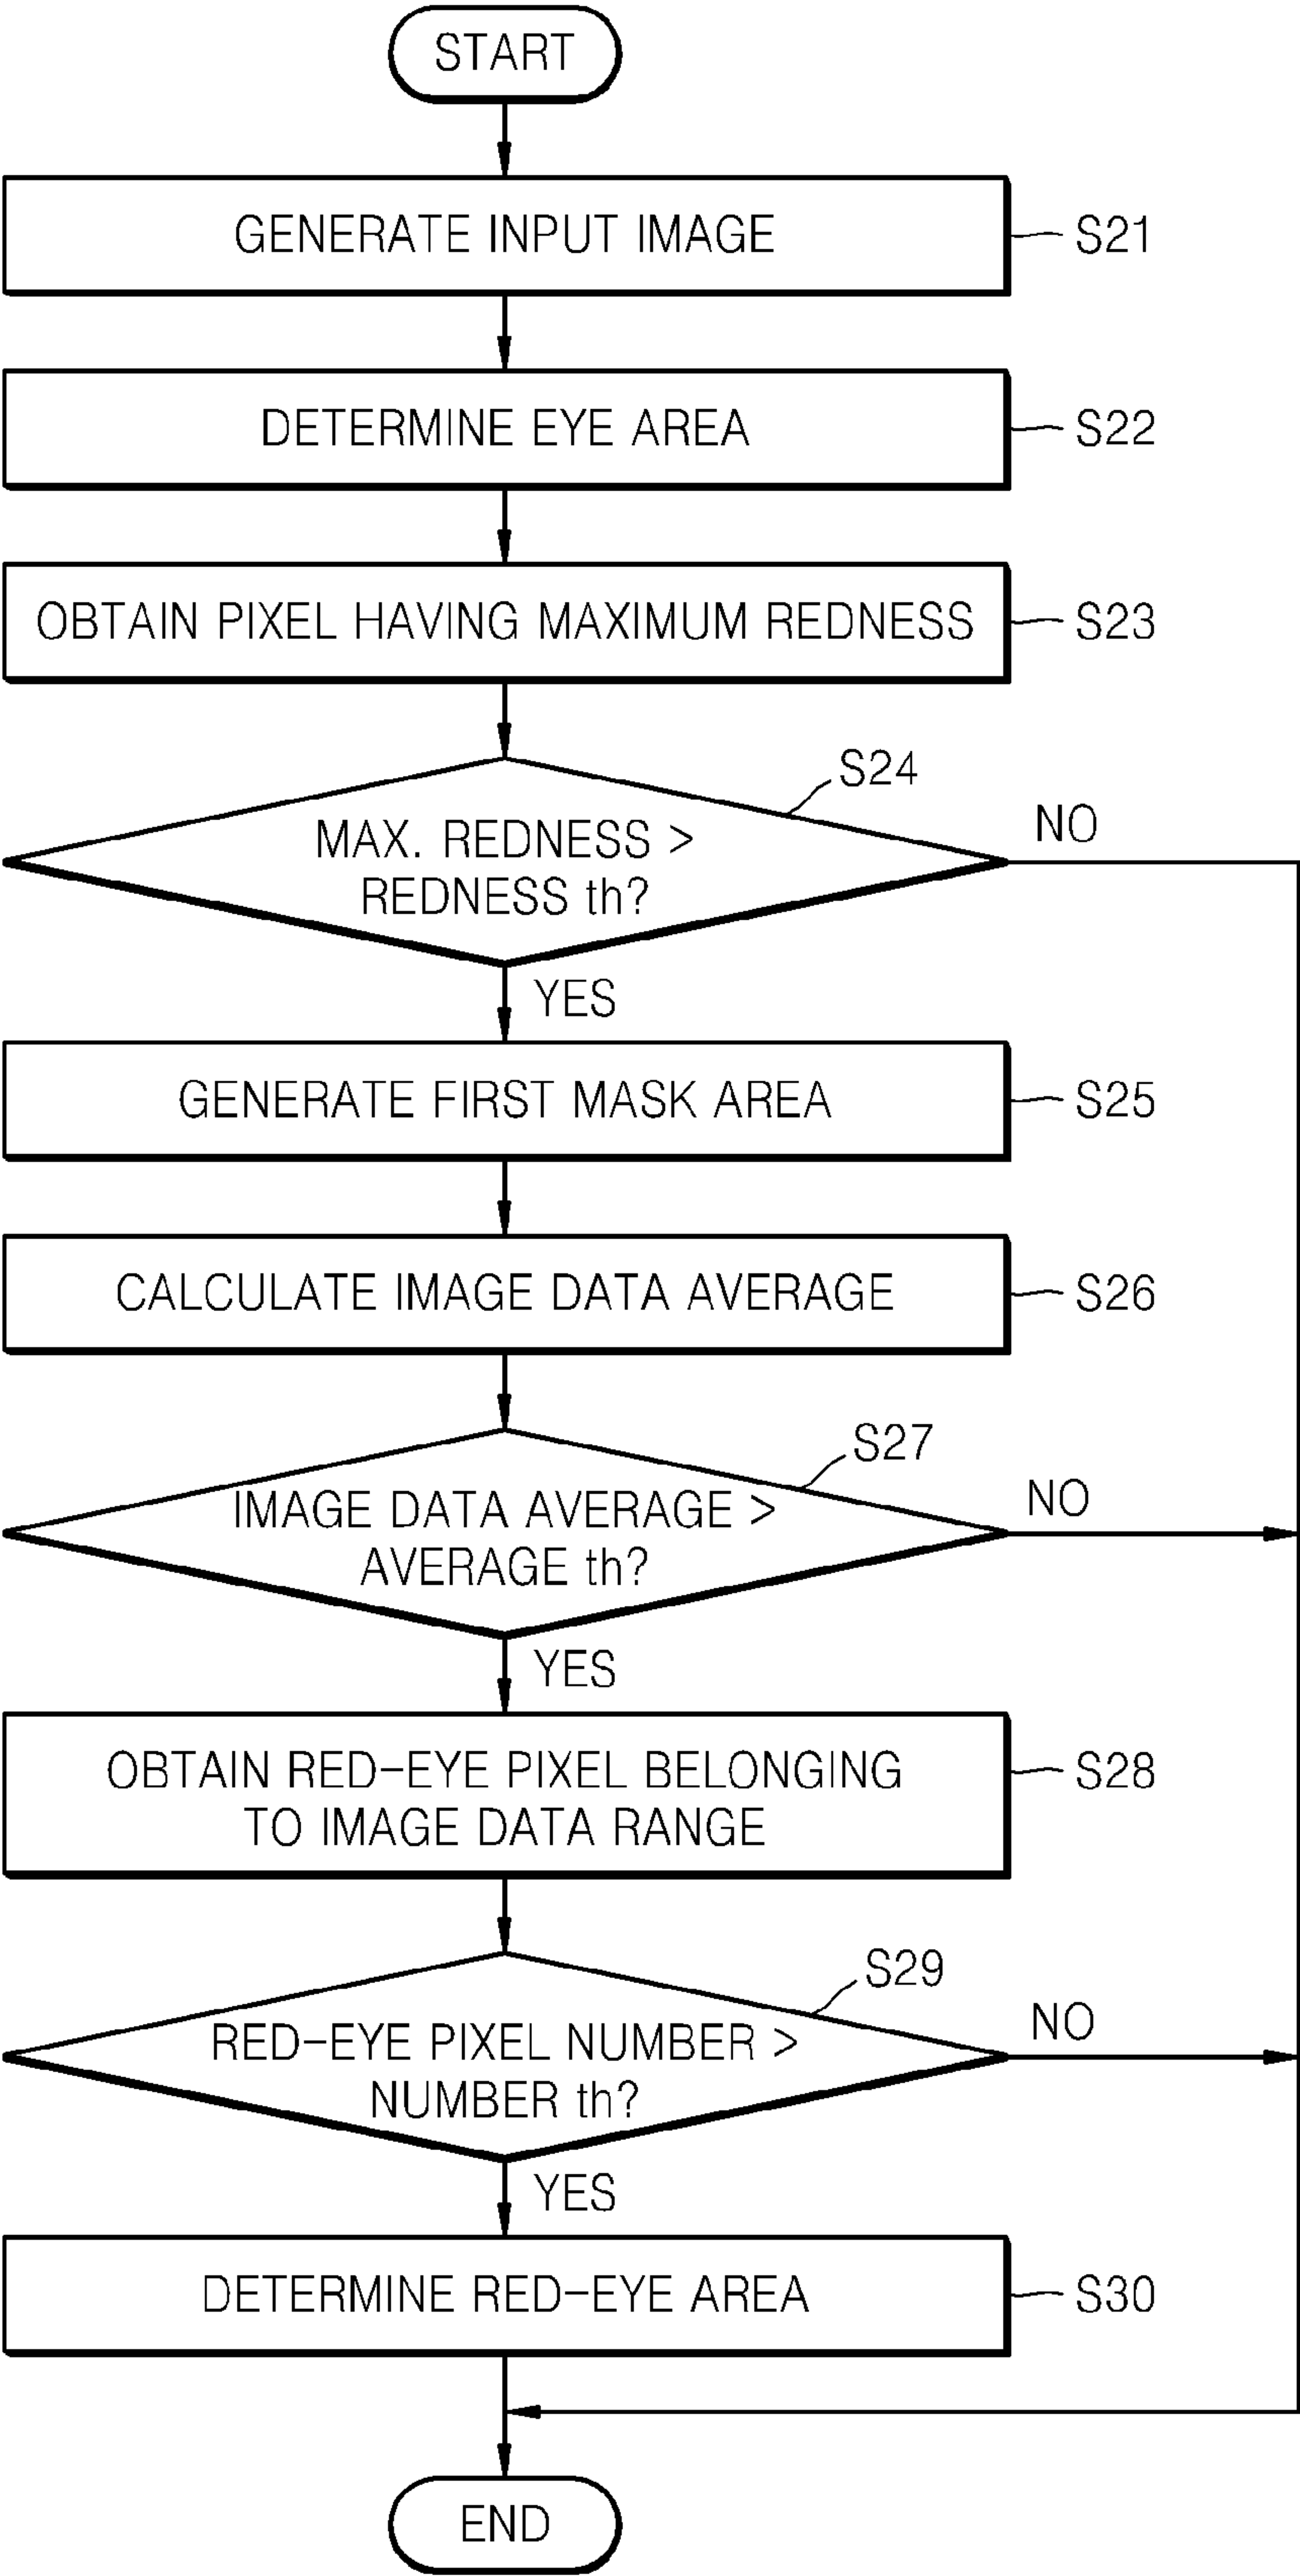 START
GENERATE INPUT IMAGE
S21
DETERMINE EYE AREA
S22
OBTAIN PIXEL HAVING MAXIMUM REDNESS
S23
S24
MAX. REDNESS >
REDNESS th?
NO
YES
GENERATE FIRST MASK AREA
S25
CALCULATE IMAGE DATA AVERAGE
S26
S27
IMAGE DATA AVERAGE >
AVERAGE th?
NO
YES
OBTAIN RED-EYE PIXEL BELONGING
TO IMAGE DATA RANGE
S28
S29
RED-EYE PIXEL NUMBER >
NUMBER th?
NO
YES
DETERMINE RED-EYE AREA
S30
END